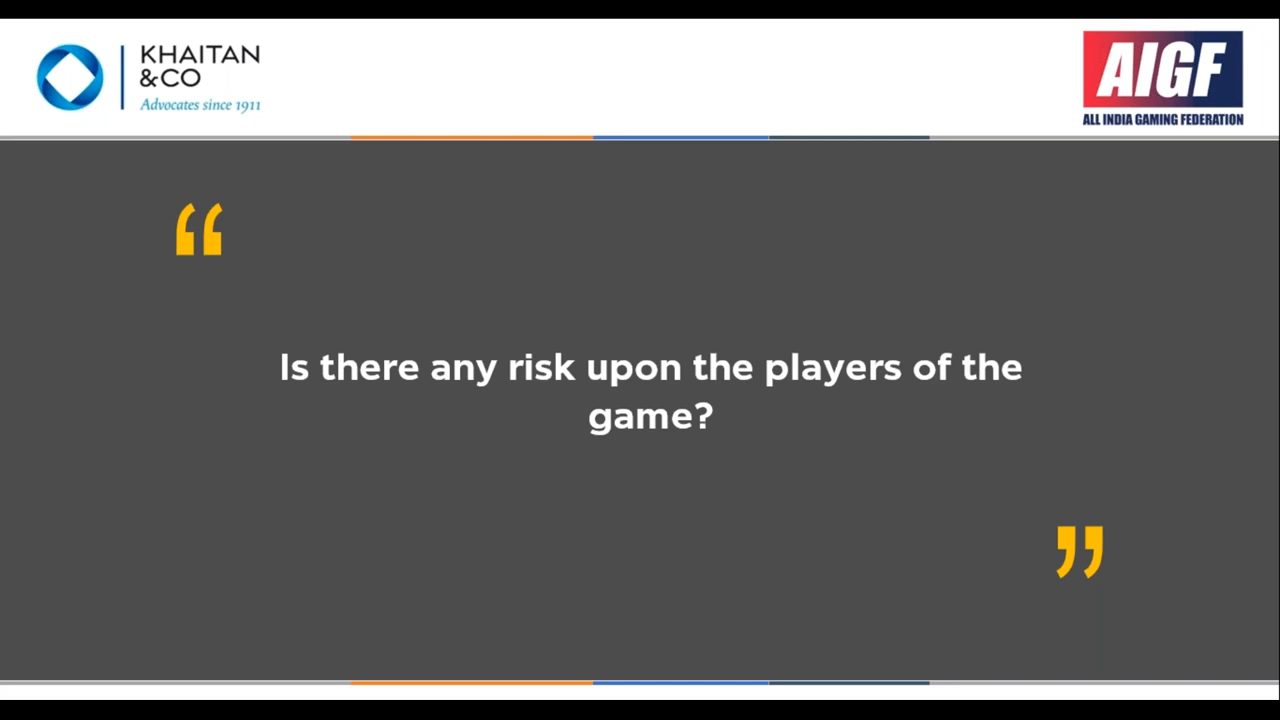 KHAITAN
&CO
Advocates since 1911
AIGF
ALL INDIA GAMING FEDERATION
“
Is there any risk upon the players of the
game?
”